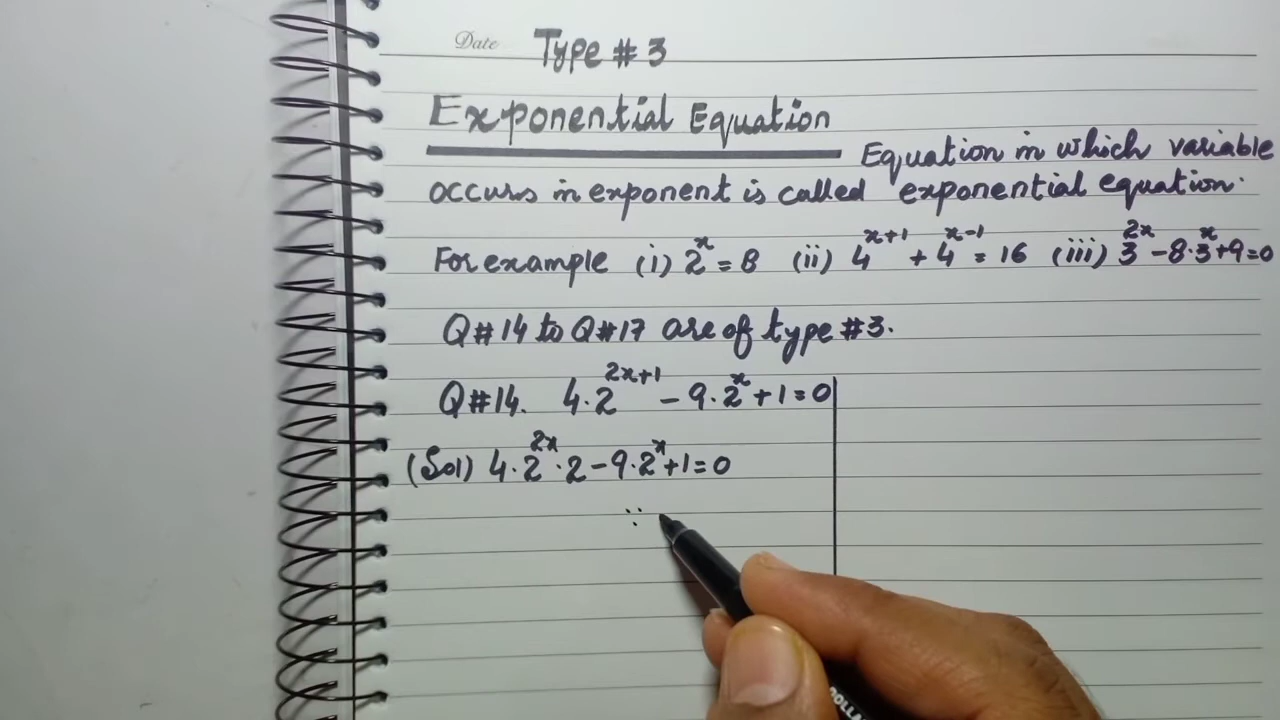 Date Type # 3
Exponential Equation
Equation in which variable
occurs in exponent is called exponential equation.
For example (i) 2^x = 8 (ii) 4^{x+1} + 4^{x-1} = 16 (iii) 3^{2x} - 8·3^x + 9 = 0
Q#14 to Q#17 are of type #3.
Q#14. 4·2^{2x+1} - 9·2^x + 1 = 0
(Sol) 4·2^{2x}·2 - 9·2^x + 1 = 0
∵
DOLLA